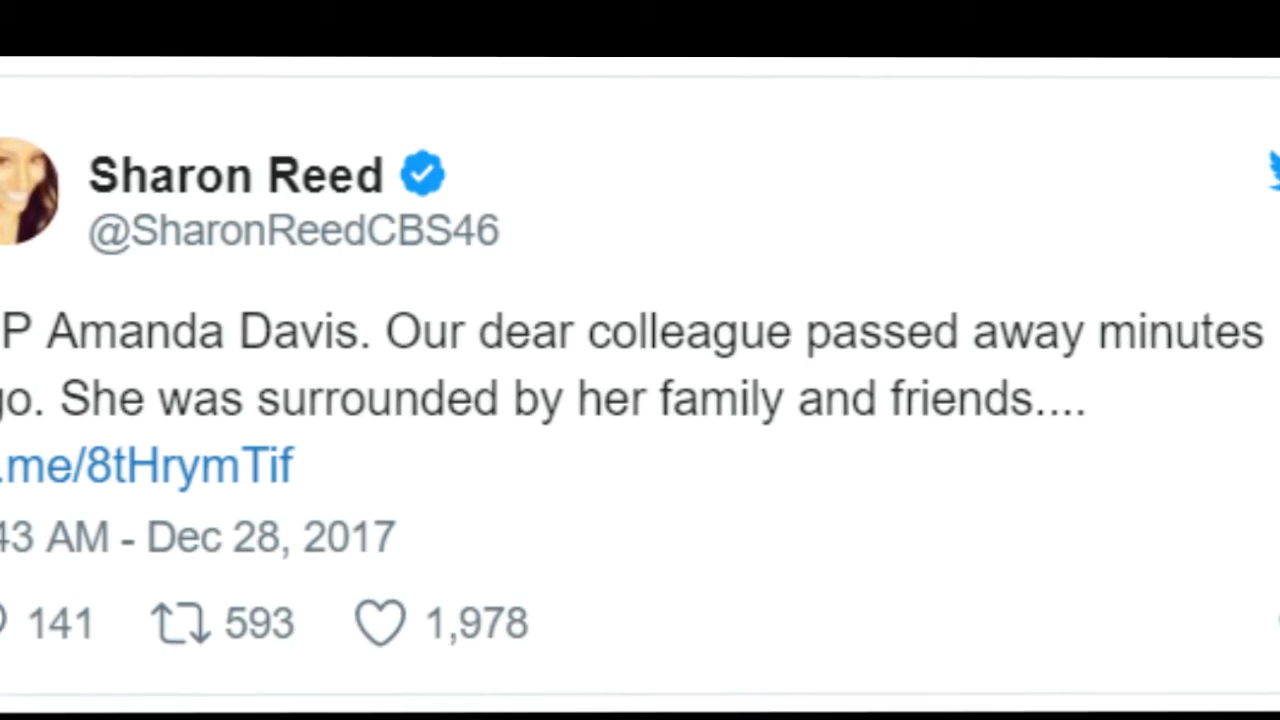 Sharon Reed
@SharonReedCBS46
P Amanda Davis. Our dear colleague passed away minutes
go. She was surrounded by her family and friends....
.me/8tHrymTif
43 AM - Dec 28, 2017
141 593 1,978